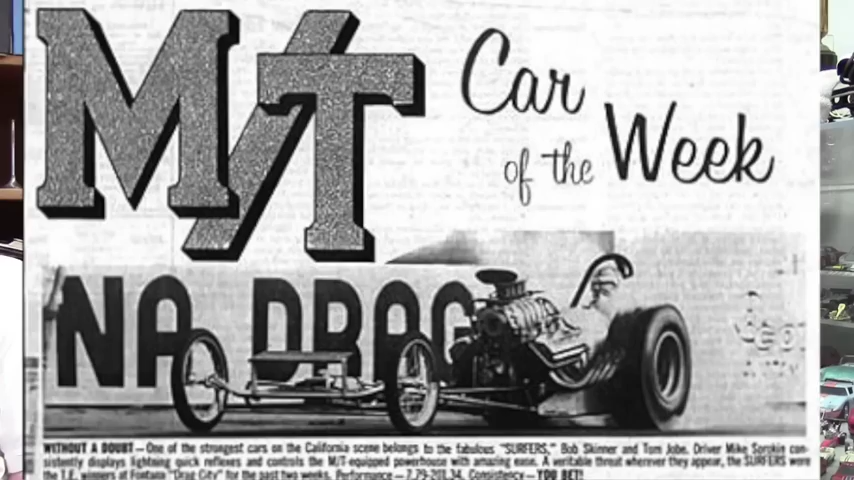 M/T
Car
of the Week
NA DRAG
WITHOUT A DOUBT — One of the strongest cars on the California scene belongs to the fabulous "SURFERS," Bob Skinner and Tom Jobe. Driver Mike Sorokin con-
sistently displays lightning quick reflexes and controls the M/T-equipped powerhouse with amazing ease. A veritable threat wherever they appear, the SURFERS were
the T.E. winners at Fontana "Drag City" for the past two weeks. Performance — 7.79-201.34. Consistency — YOU BET!